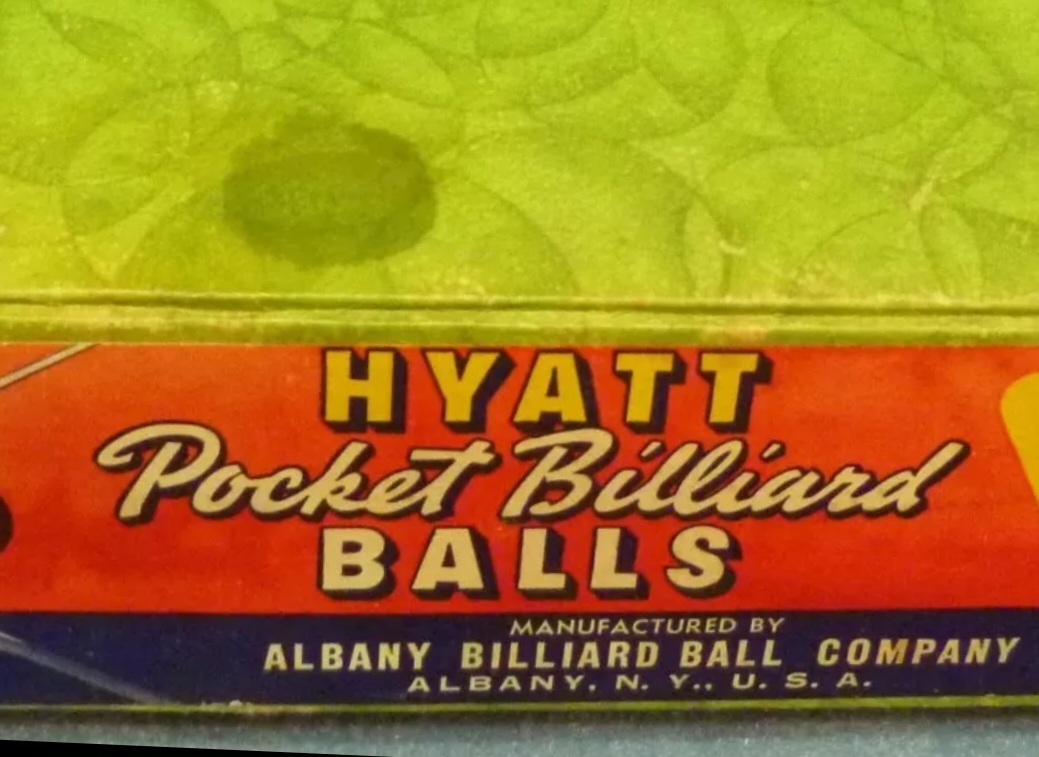 HYATT
Pocket Billiard
BALLS
MANUFACTURED BY
ALBANY BILLIARD BALL COMPANY
ALBANY, N. Y., U. S. A.